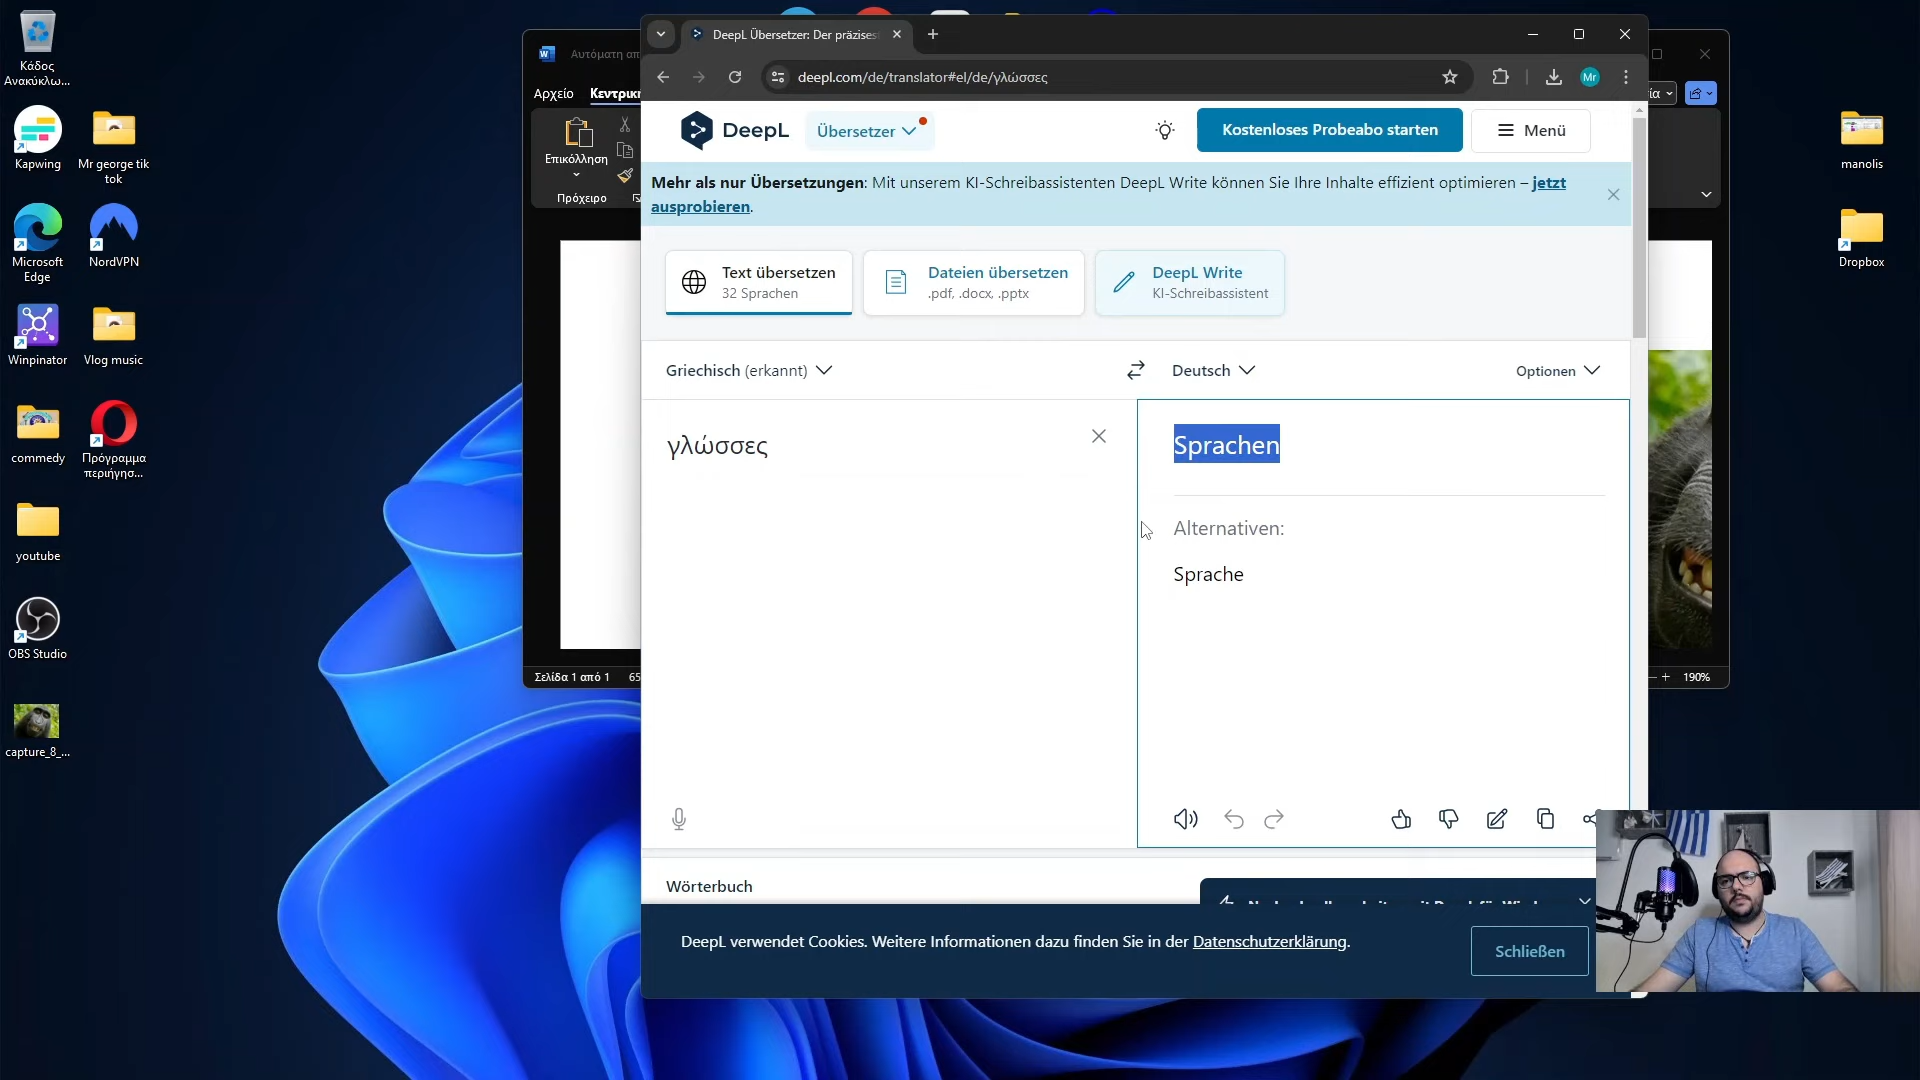 Κάδος
Ανακύκλω...
Kapwing
Mr george tik
tok
Microsoft
Edge
NordVPN
Winpinator
Vlog music
commedy
Πρόγραμμα
περιήγησ...
youtube
OBS Studio
capture_8_...
manolis
Dropbox
Αρχείο
Επικόλληση
Πρόχειρο
Σελίδα 1 από 1
190%
DeepL Übersetzer: Der präzises
deepl.com/de/translator#el/de/γλώσσες
Mr
DeepL
Übersetzer
Kostenloses Probeabo starten
Menü
Mehr als nur Übersetzungen: Mit unserem KI-Schreibassistenten DeepL Write können Sie Ihre Inhalte effizient optimieren – jetzt
ausprobieren.
Text übersetzen
32 Sprachen
Dateien übersetzen
.pdf, .docx, .pptx
DeepL Write
KI-Schreibassistent
Griechisch (erkannt)
Deutsch
Optionen
γλώσσες
Sprachen
Alternativen:
Sprache
Wörterbuch
DeepL verwendet Cookies. Weitere Informationen dazu finden Sie in der Datenschutzerklärung.
Schließen